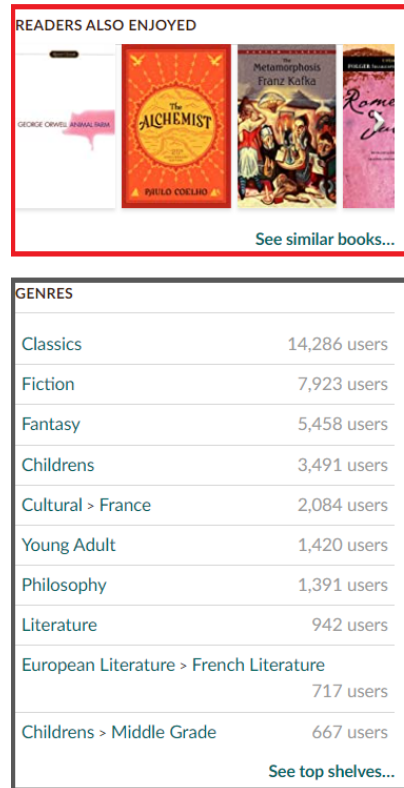 READERS ALSO ENJOYED
GEORGE ORWELL ANIMAL FARM
The
ALCHEMIST
PAULO COELHO
The
Metamorphosis
Franz Kafka
FOLGER
See similar books...
GENRES
Classics 14,286 users
Fiction 7,923 users
Fantasy 5,458 users
Childrens 3,491 users
Cultural > France 2,084 users
Young Adult 1,420 users
Philosophy 1,391 users
Literature 942 users
European Literature > French Literature
717 users
Childrens > Middle Grade 667 users
See top shelves...